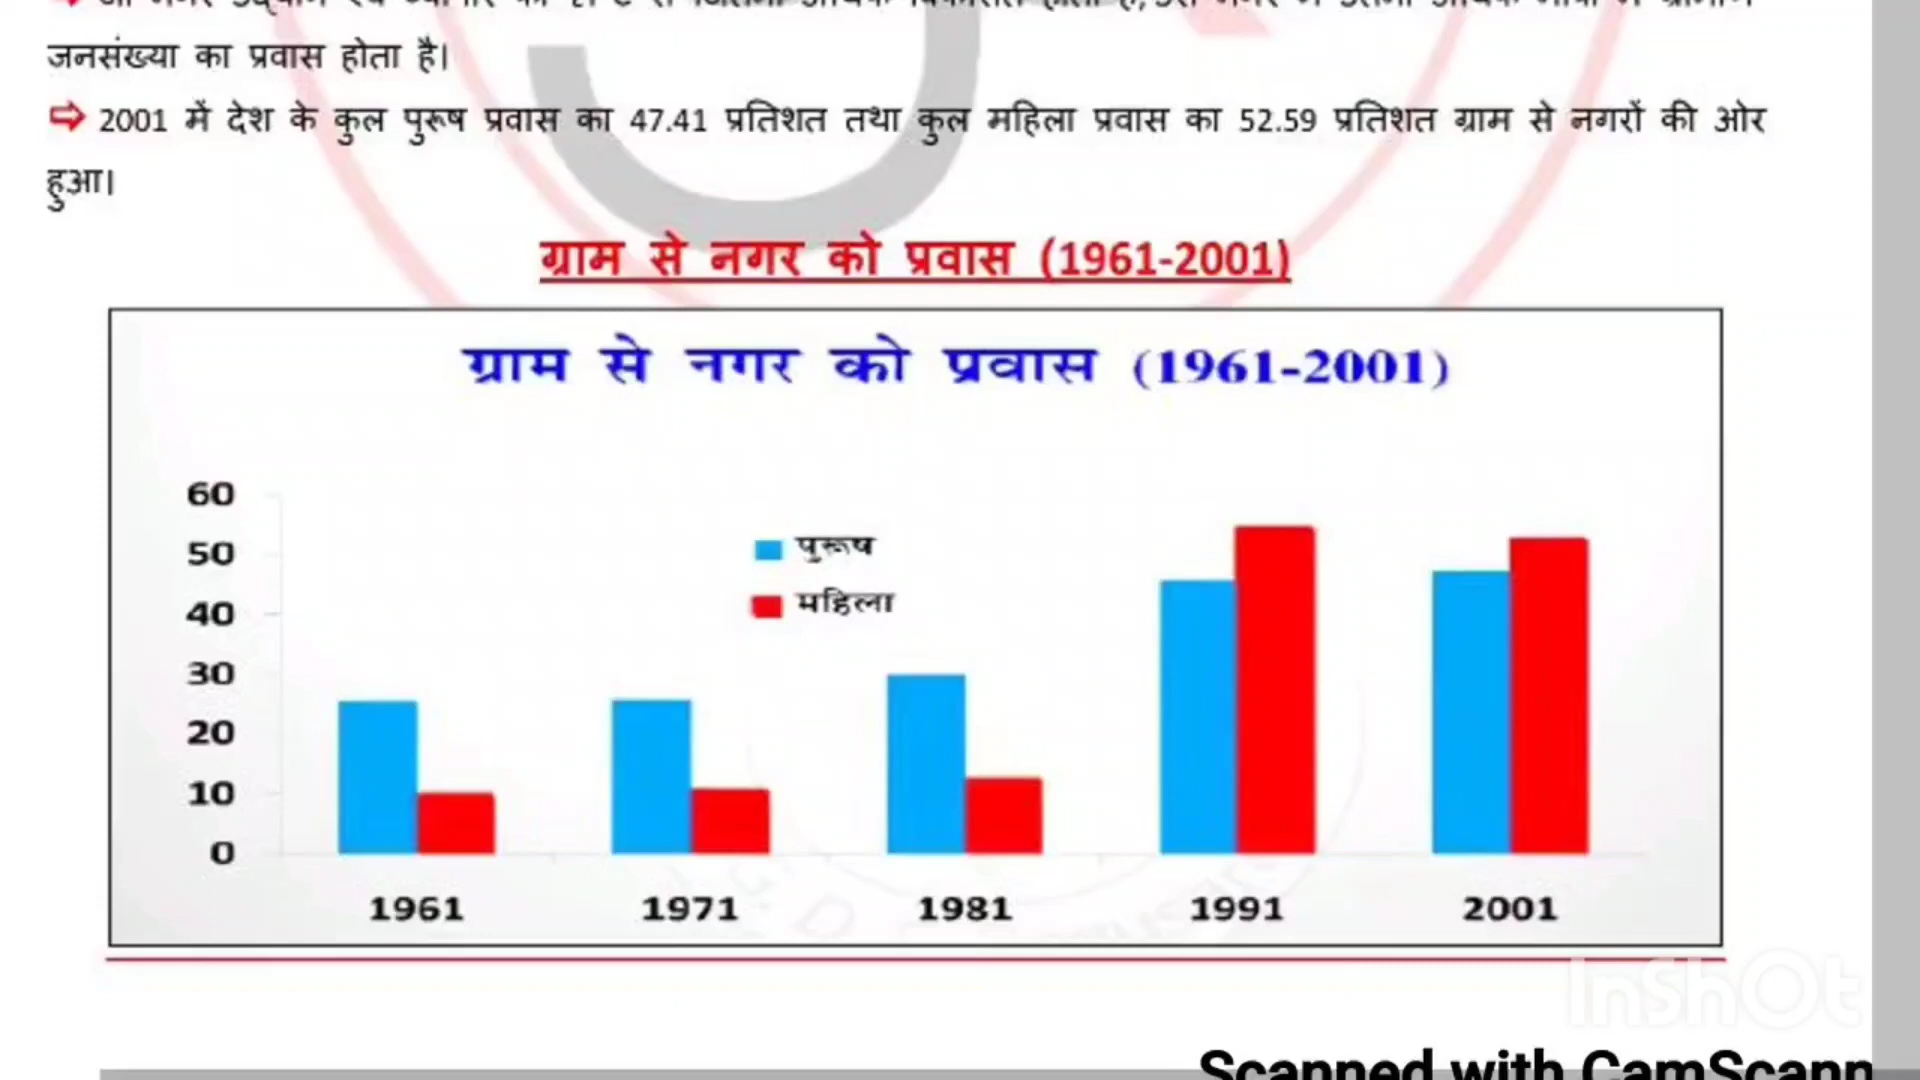 जनसंख्या का प्रवास होता है।
⇨ 2001 में देश के कुल पुरूष प्रवास का 47.41 प्रतिशत तथा कुल महिला प्रवास का 52.59 प्रतिशत ग्राम से नगरों की ओर
हुआ।
ग्राम से नगर को प्रवास (1961-2001)
ग्राम से नगर को प्रवास (1961-2001)
60
50
40
30
20
10
0
पुरूष
महिला
1961 1971 1981 1991 2001
InShOt
Scanned with CamScann